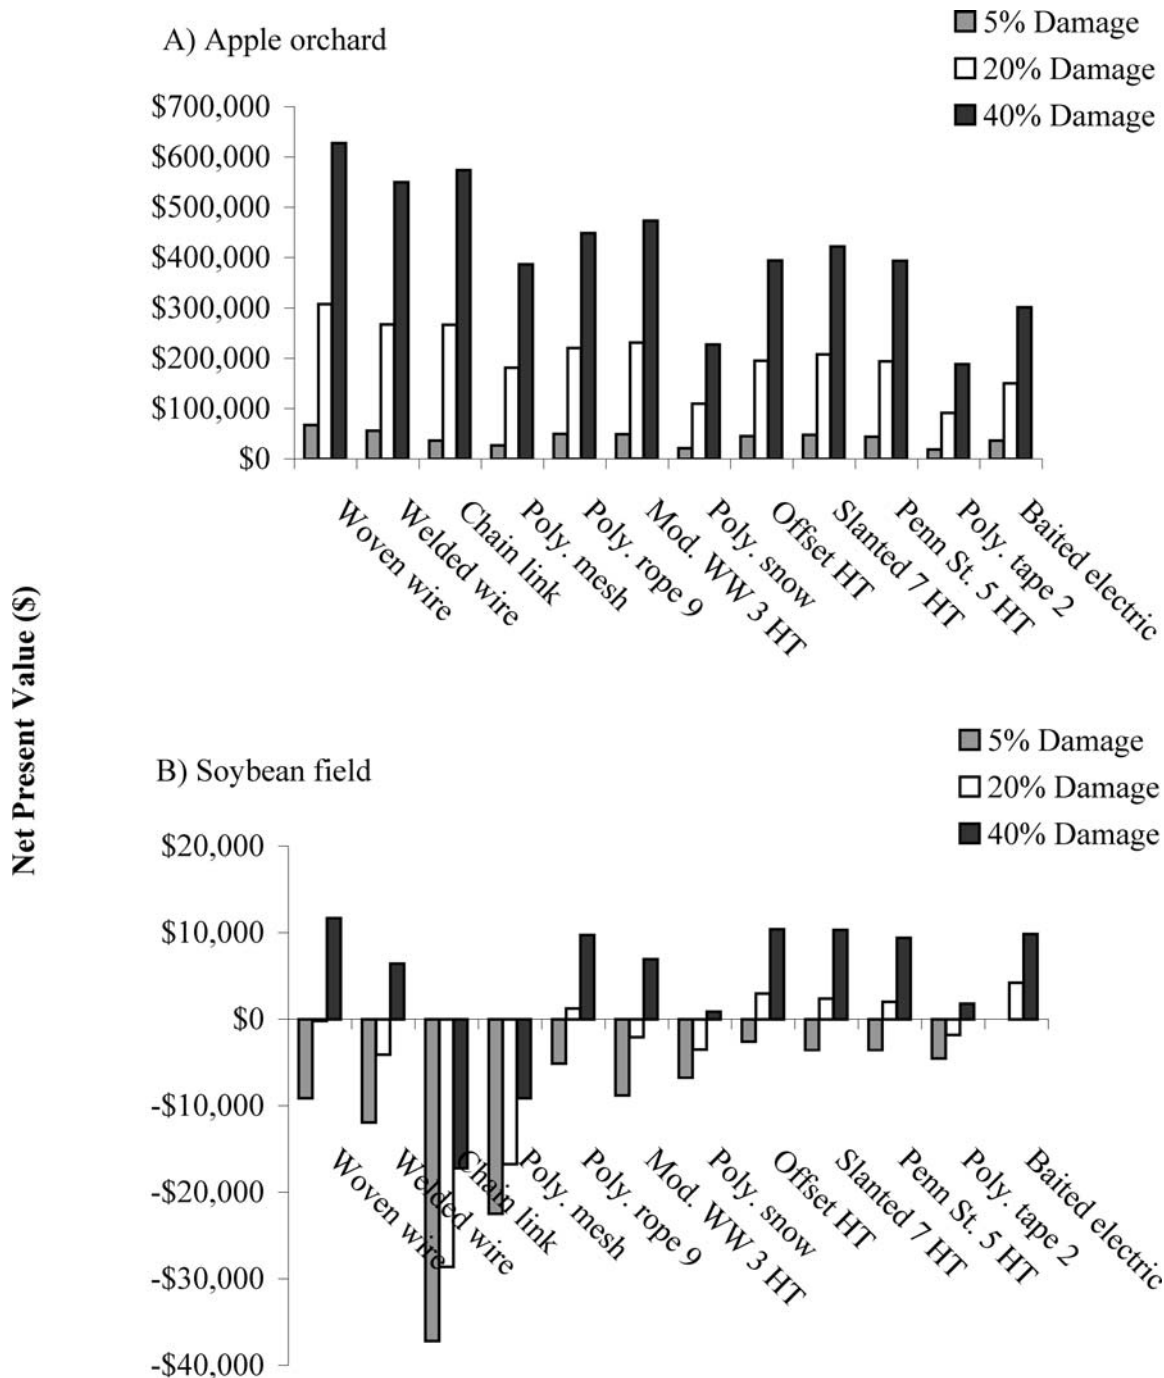 A) Apple orchard
5% Damage
20% Damage
40% Damage
$700,000
$600,000
$500,000
$400,000
$300,000
$200,000
$100,000
$0
Woven wire
Welded wire
Chain link
Poly. mesh
Poly. rope 9
Mod. WW 3 HT
Poly. snow
Offset HT
Slanted 7 HT
Penn St. 5 HT
Poly. tape 2
Baited electric
Net Present Value ($)
B) Soybean field
5% Damage
20% Damage
40% Damage
$20,000
$10,000
$0
-$10,000
-$20,000
-$30,000
-$40,000
Woven wire
Welded wire
Chain link
Poly. mesh
Poly. rope 9
Mod. WW 3 HT
Poly. snow
Offset HT
Slanted 7 HT
Penn St. 5 HT
Poly. tape 2
Baited electric